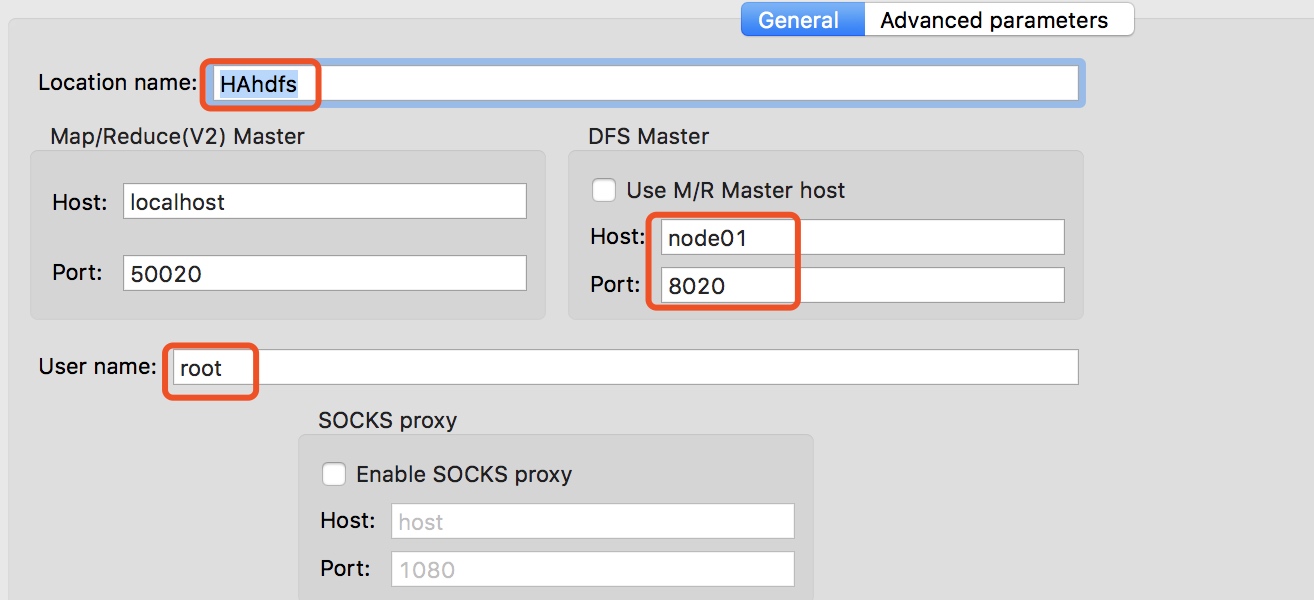 General Advanced parameters
Location name: HAhdfs
Map/Reduce(V2) Master
Host: localhost
Port: 50020
DFS Master
Use M/R Master host
Host: node01
Port: 8020
User name: root
SOCKS proxy
Enable SOCKS proxy
Host: host
Port: 1080